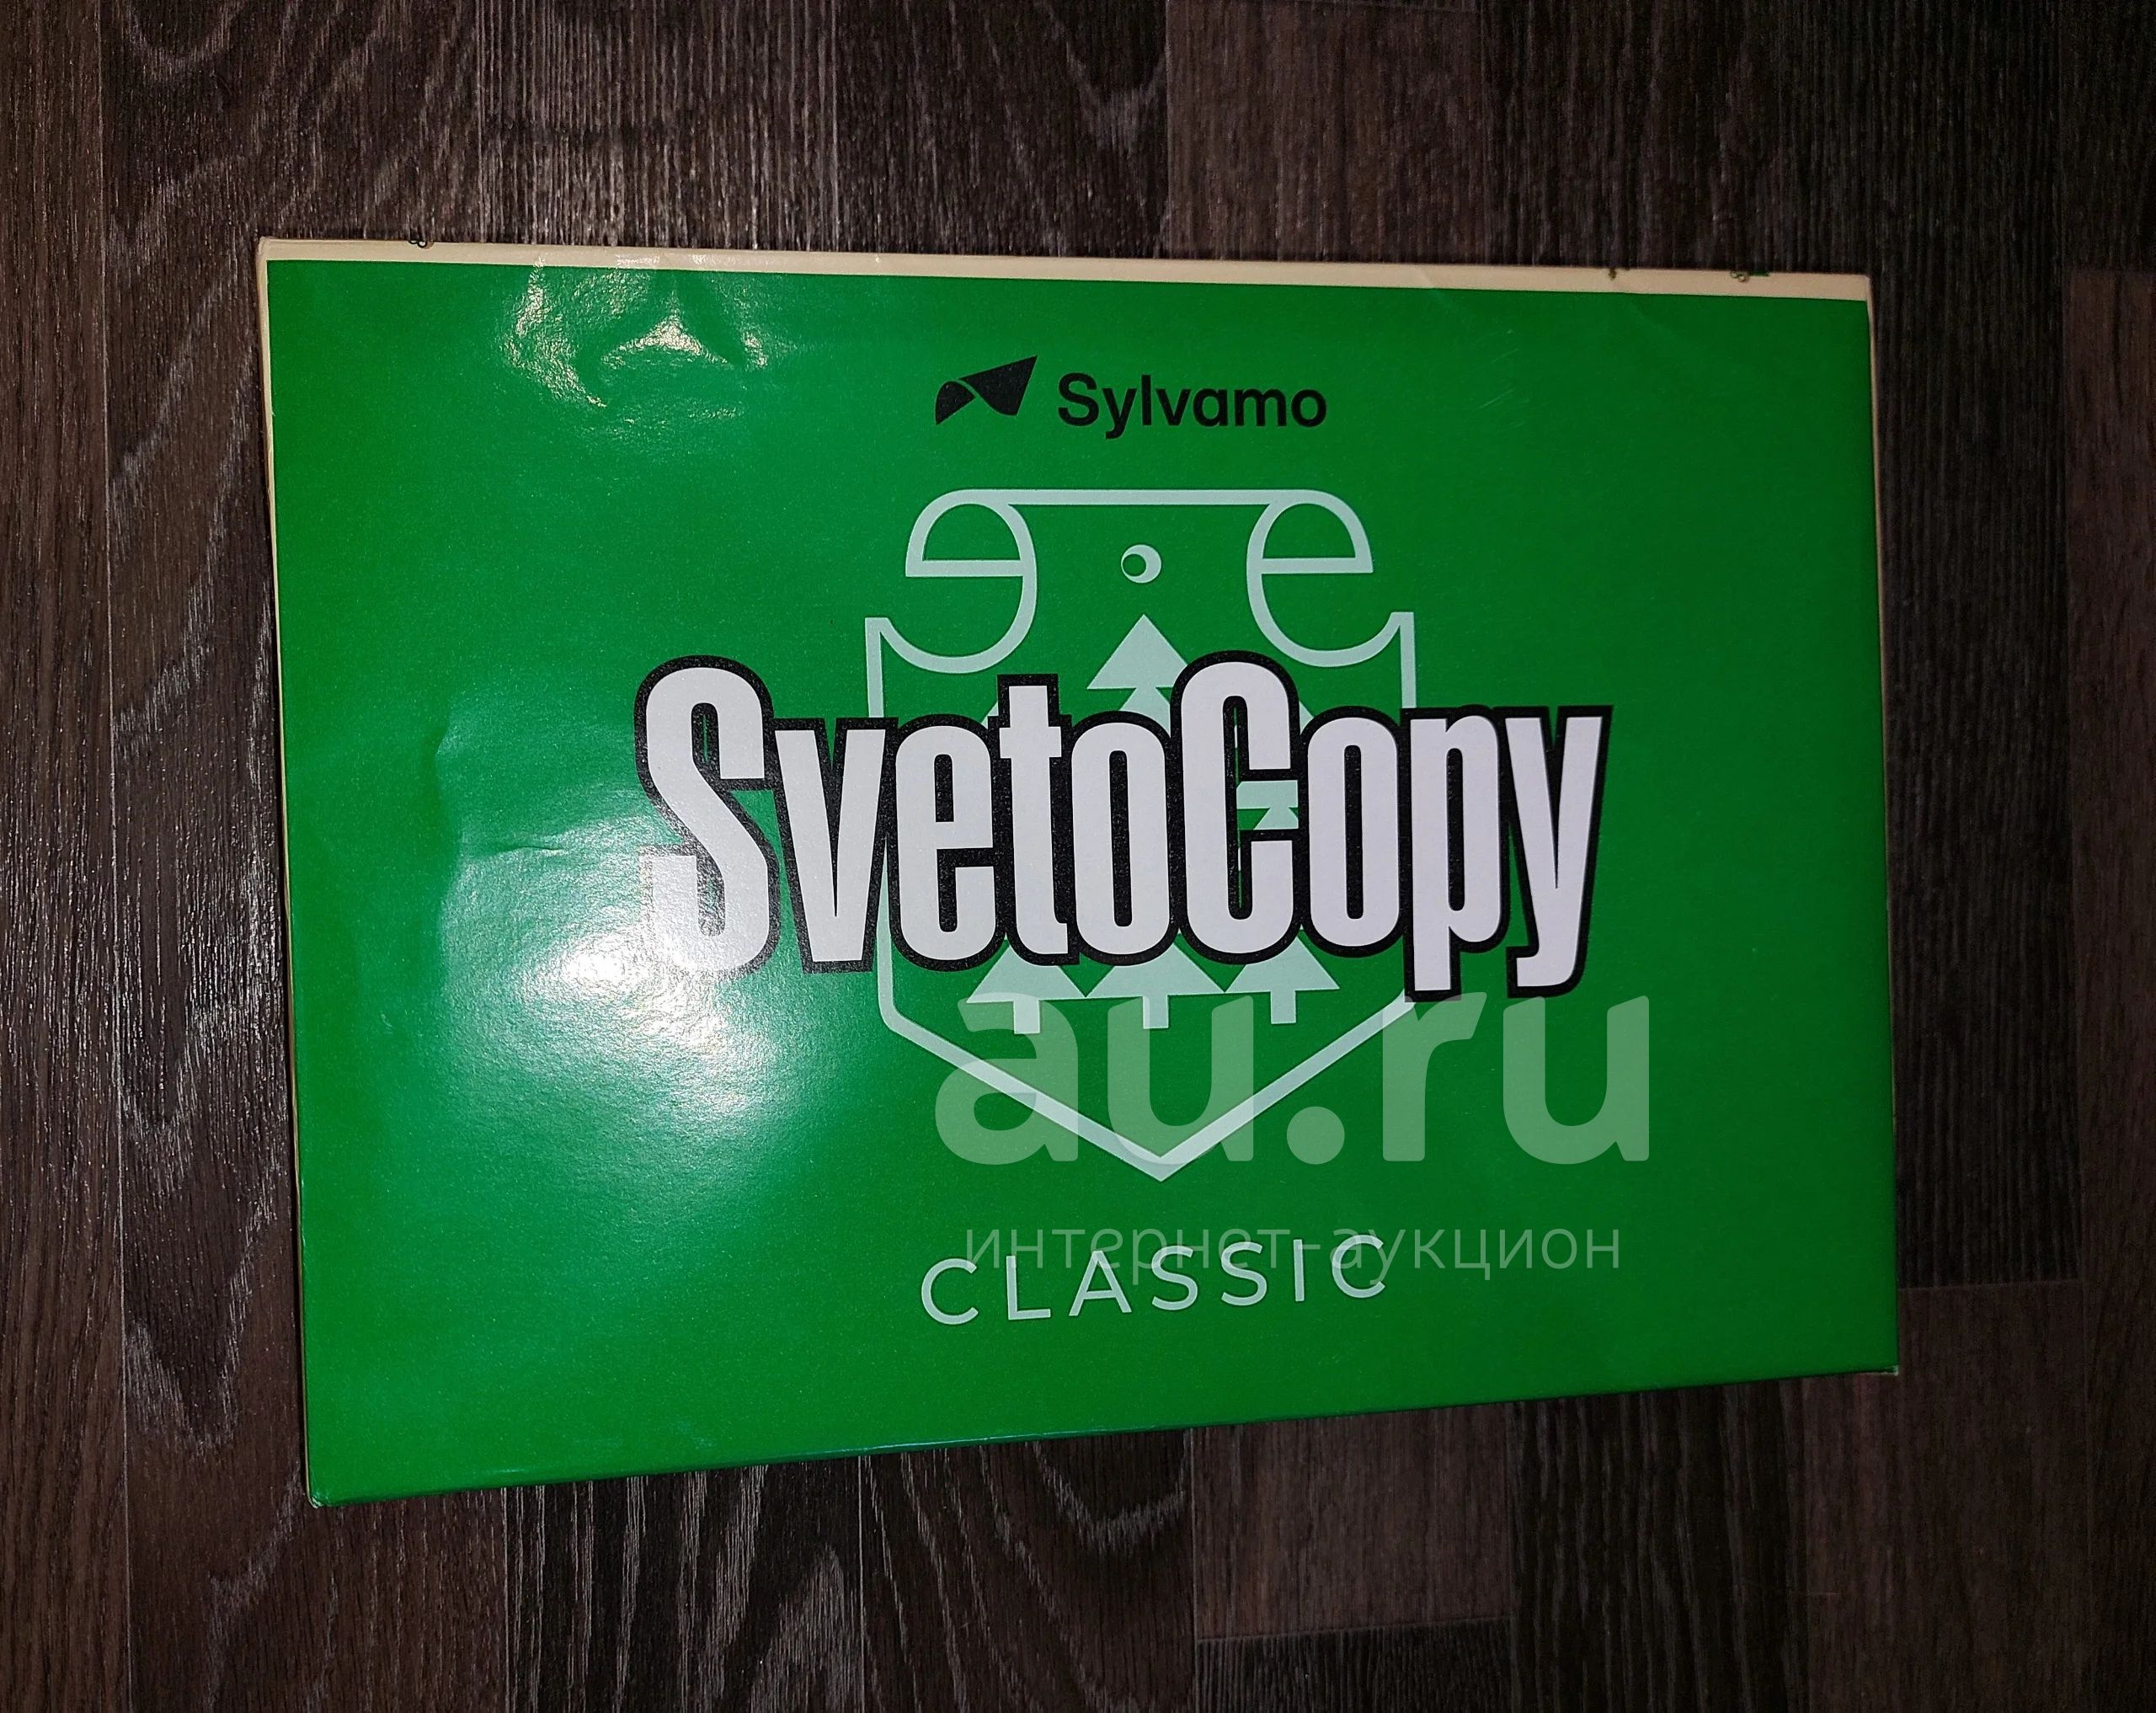 Sylvamo
SvetoCopy
au.ru
интернет-аукцион
CLASSIC